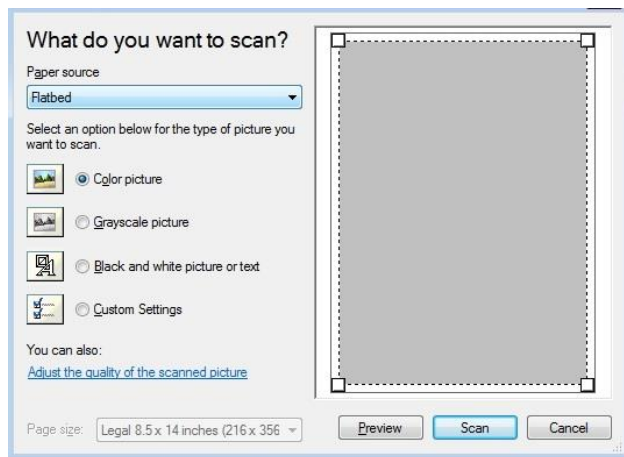 What do you want to scan?
Paper source
Flatbed
Select an option below for the type of picture you
want to scan.
Color picture
Grayscale picture
Black and white picture or text
Custom Settings
You can also:
Adjust the quality of the scanned picture
Page size: Legal 8.5 x 14 inches (216 x 356
Preview Scan Cancel